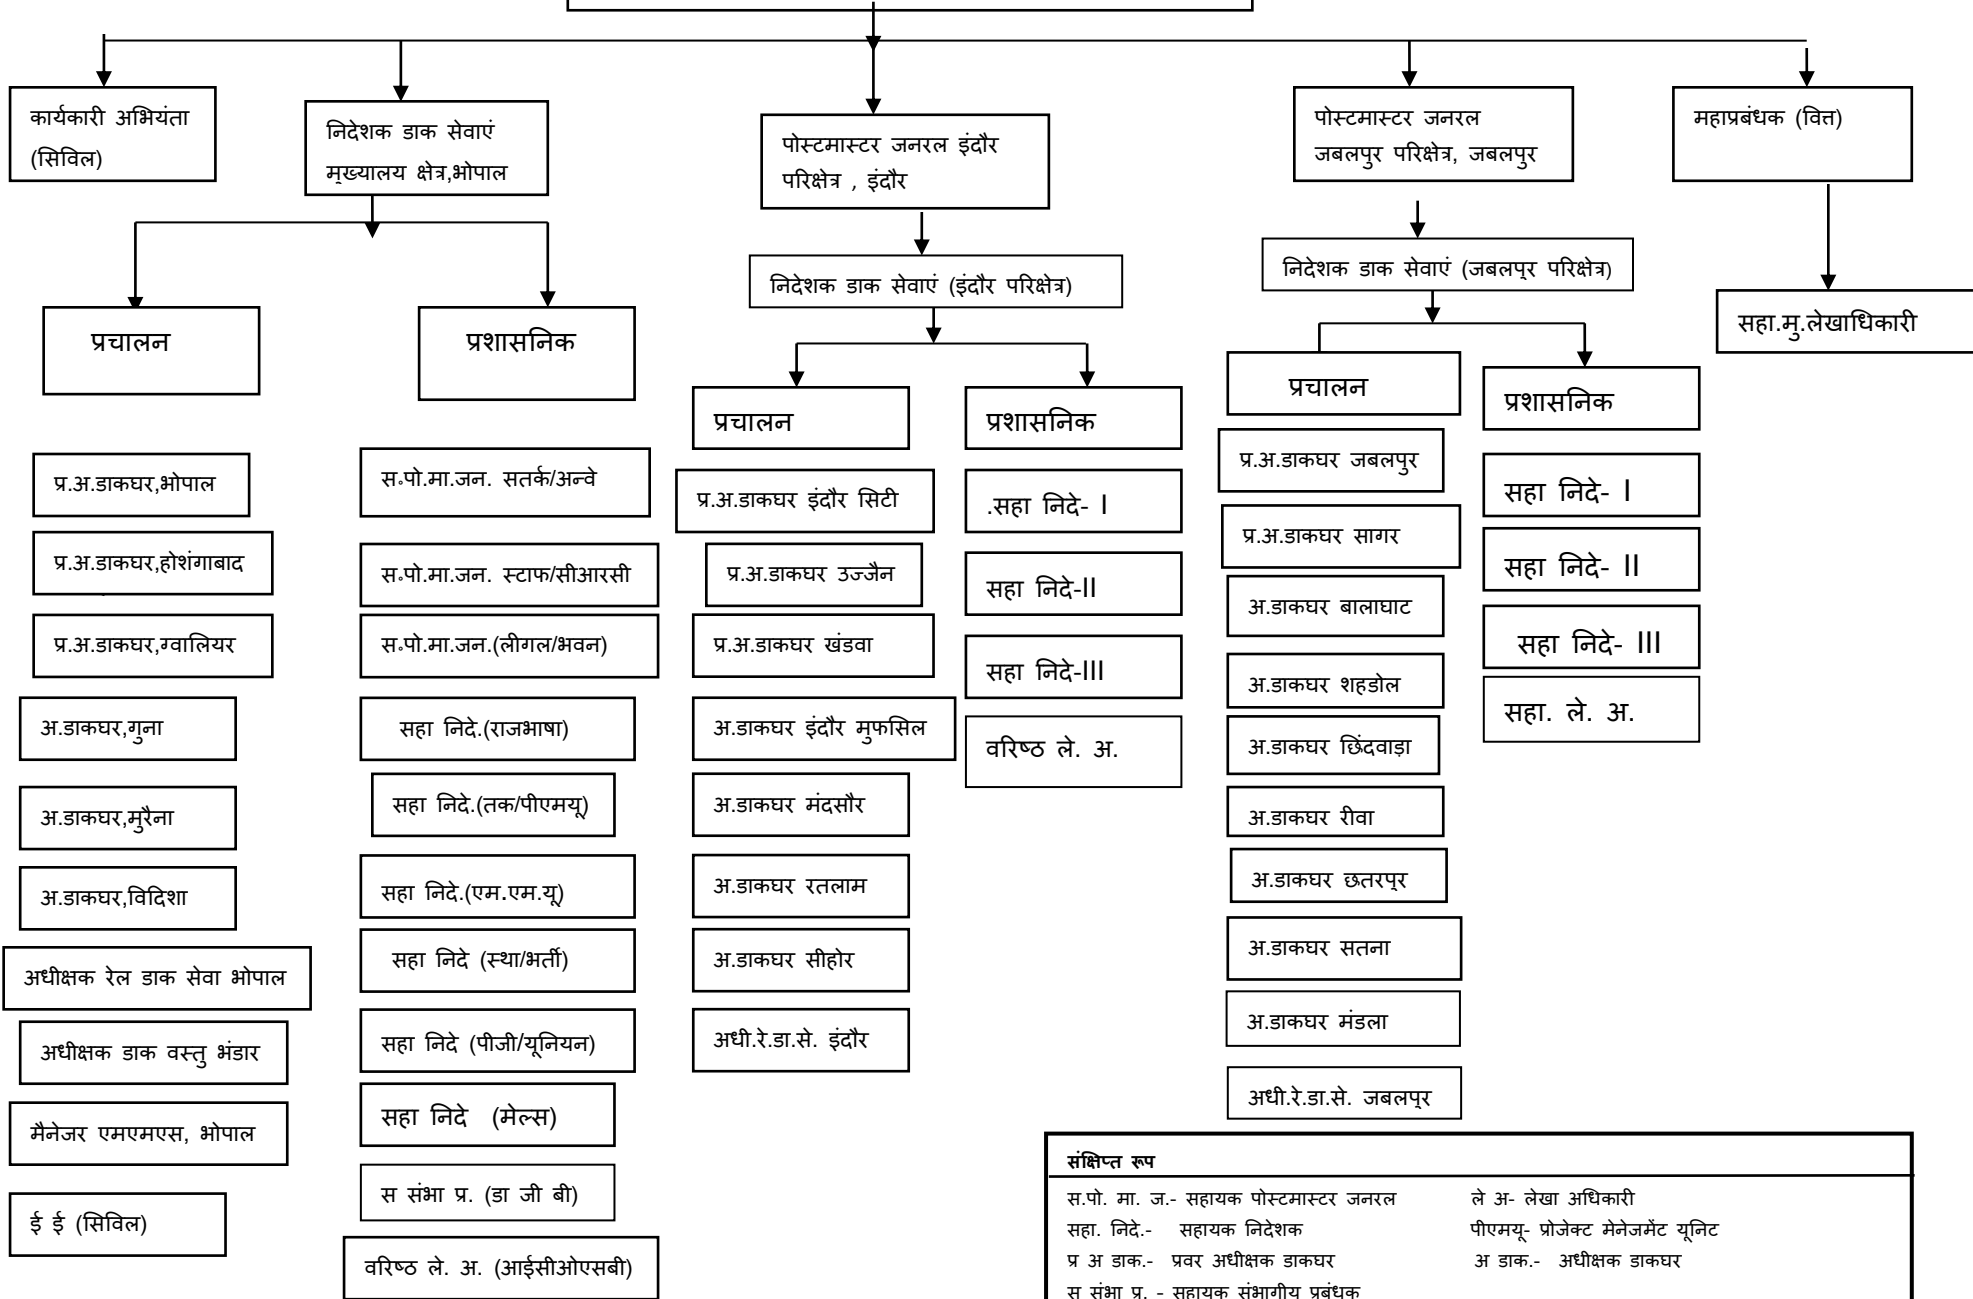 कार्यकारी अभियंता
(सिविल)
निदेशक डाक सेवाएं
मुख्यालय क्षेत्र,भोपाल
पोस्टमास्टर जनरल इंदौर
परिक्षेत्र , इंदौर
पोस्टमास्टर जनरल
जबलपुर परिक्षेत्र, जबलपुर
महाप्रबंधक (वित्त)
निदेशक डाक सेवाएं (इंदौर परिक्षेत्र)
निदेशक डाक सेवाएं (जबलपुर परिक्षेत्र)
सहा.मु.लेखाधिकारी
प्रचालन
प्र.अ.डाकघर,भोपाल
प्र.अ.डाकघर,होशंगाबाद
प्र.अ.डाकघर,ग्वालियर
अ.डाकघर,गुना
अ.डाकघर,मुरैना
अ.डाकघर,विदिशा
अधीक्षक रेल डाक सेवा भोपाल
अधीक्षक डाक वस्तु भंडार
मैनेजर एमएमएस, भोपाल
ई ई (सिविल)
प्रशासनिक
स॰पो.मा.जन. सतर्क/अन्वे
स॰पो.मा.जन. स्टाफ/सीआरसी
स॰पो.मा.जन.(लीगल/भवन)
सहा निदे.(राजभाषा)
सहा निदे.(तक/पीएमयू)
सहा निदे.(एम.एम.यू)
सहा निदे (स्था/भर्ती)
सहा निदे (पीजी/यूनियन)
सहा निदे (मेल्स)
स संभा प्र. (डा जी बी)
वरिष्ठ ले. अ. (आईसीओएसबी)
प्रचालन
प्र.अ.डाकघर इंदौर सिटी
प्र.अ.डाकघर उज्जैन
प्र.अ.डाकघर खंडवा
अ.डाकघर इंदौर मुफसिल
अ.डाकघर मंदसौर
अ.डाकघर रतलाम
अ.डाकघर सीहोर
अधी.रे.डा.से. इंदौर
प्रशासनिक
.सहा निदे- I
सहा निदे-II
सहा निदे-III
वरिष्ठ ले. अ.
प्रचालन
प्र.अ.डाकघर जबलपुर
प्र.अ.डाकघर सागर
अ.डाकघर बालाघाट
अ.डाकघर शहडोल
अ.डाकघर छिंदवाड़ा
अ.डाकघर रीवा
अ.डाकघर छतरपुर
अ.डाकघर सतना
अ.डाकघर मंडला
अधी.रे.डा.से. जबलपुर
प्रशासनिक
सहा निदे- I
सहा निदे- II
सहा निदे- III
सहा. ले. अ.
संक्षिप्त रूप
स.पो. मा. ज.- सहायक पोस्टमास्टर जनरल ले अ- लेखा अधिकारी
सहा. निदे.- सहायक निदेशक पीएमयू- प्रोजेक्ट मेनेजमेंट यूनिट
प्र अ डाक.- प्रवर अधीक्षक डाकघर अ डाक.- अधीक्षक डाकघर
स संभा प्र. - सहायक संभागीय प्रबंधक